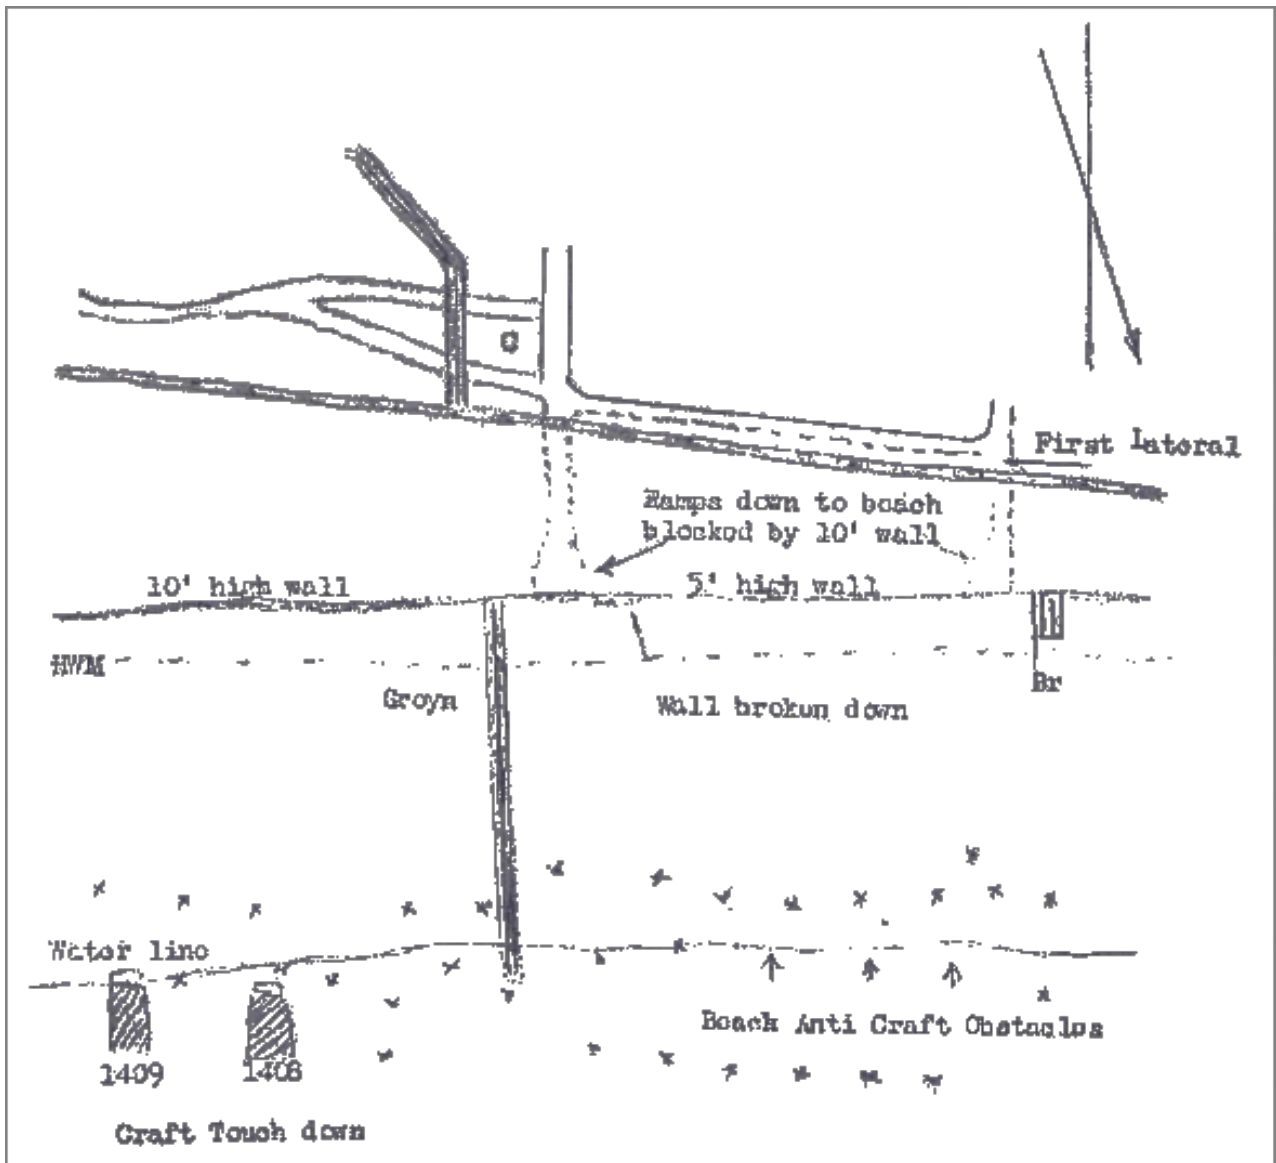 C
First Lateral
Ramps down to beach
blocked by 10' wall
10' high wall
5' high wall
HWM
Groyn
Br
Wall broken down
Water line
Beach Anti Craft Obstacles
1409
1408
Craft Touch down